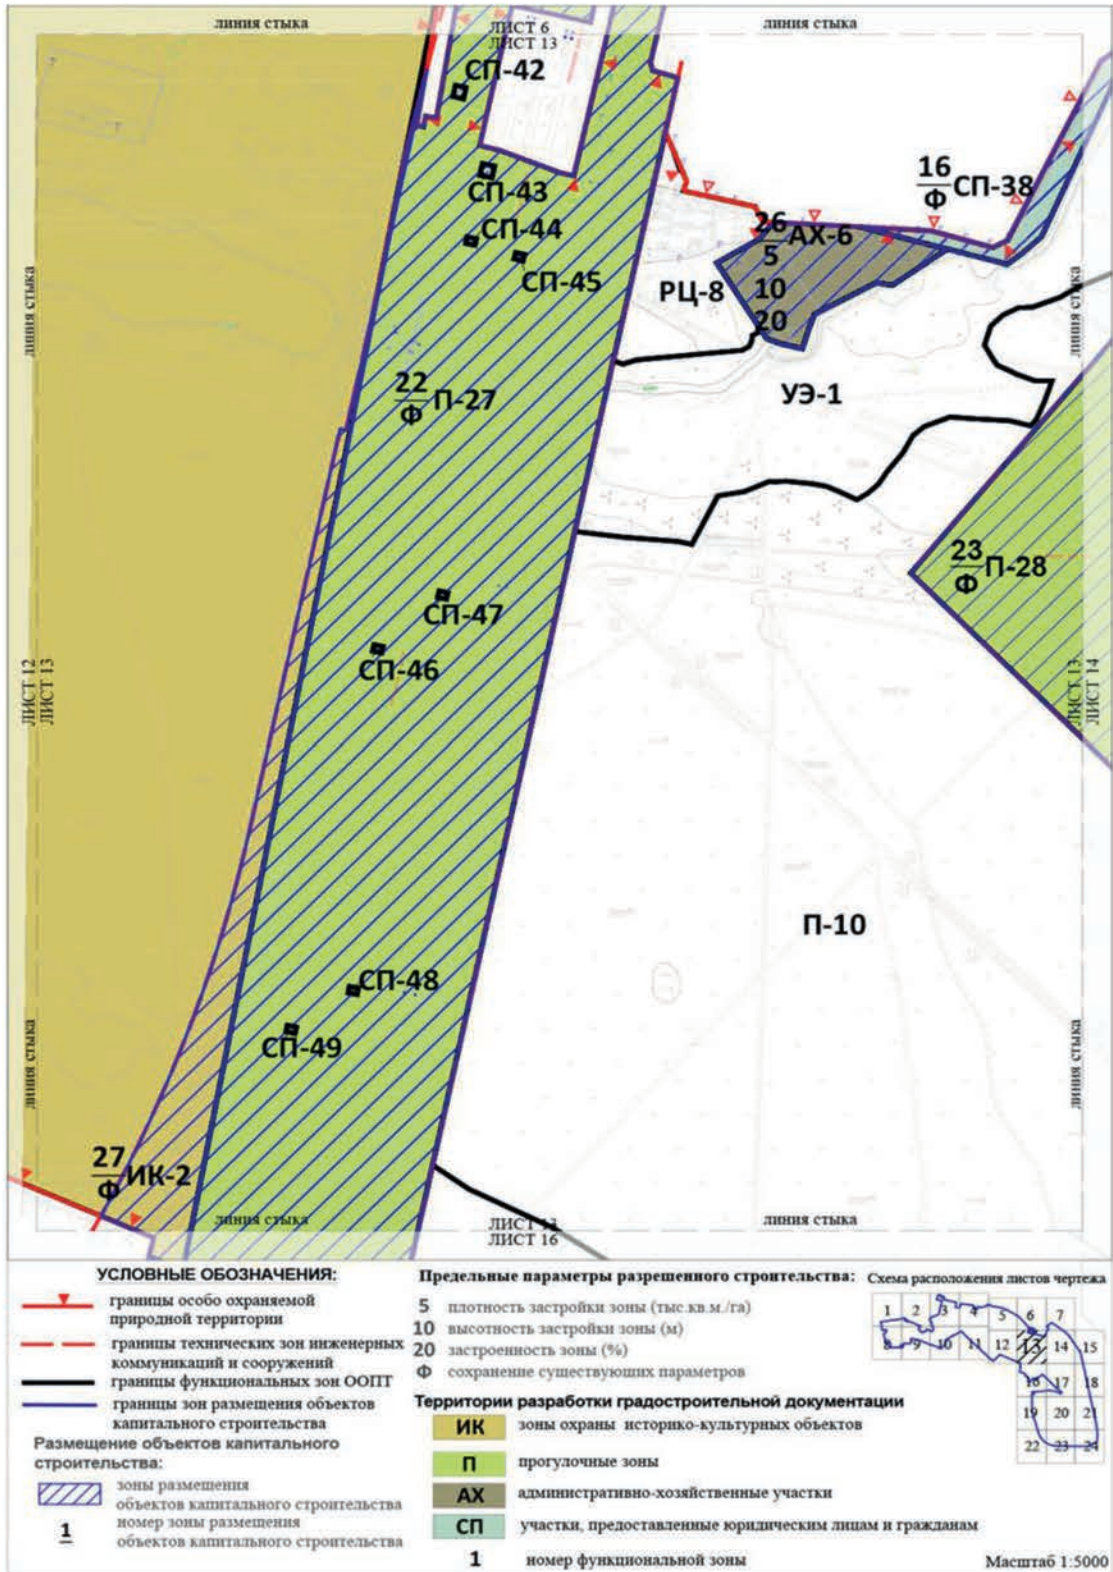 линия стыка
линия стыка
ЛИСТ 6
ЛИСТ 13
СП-42
СП-43
СП-44
СП-45
16
Ф СП-38
26 АХ-6
5
10
20
РЦ-8
линия стыка
линия стыка
22
Ф П-27
УЭ-1
23
Ф П-28
СП-47
СП-46
ЛИСТ 12
ЛИСТ 13
ЛИСТ 13
ЛИСТ 14
П-10
СП-48
СП-49
линия стыка
линия стыка
27
Ф ИК-2
линия стыка
ЛИСТ 13
ЛИСТ 16
линия стыка
УСЛОВНЫЕ ОБОЗНАЧЕНИЯ:
границы особо охраняемой
природной территории
границы технических зон инженерных
коммуникаций и сооружений
границы функциональных зон ООПТ
границы зон размещения объектов
капитального строительства
Размещение объектов капитального
строительства:
зоны размещения
объектов капитального строительства
1 номер зоны размещения
объектов капитального строительства
Предельные параметры разрешенного строительства:
5 плотность застройки зоны (тыс.кв.м./га)
10 высотность застройки зоны (м)
20 застроенность зоны (%)
Ф сохранение существующих параметров
Территории разработки градостроительной документации
ИК зоны охраны историко-культурных объектов
П прогулочные зоны
АХ административно-хозяйственные участки
СП участки, предоставленные юридическим лицам и гражданам
1 номер функциональной зоны
Схема расположения листов чертежа
1 2 3 4 5 6 7
8 9 10 11 12 13 14 15
16 17 18
19 20 21
22 23 24
Масштаб 1:5000